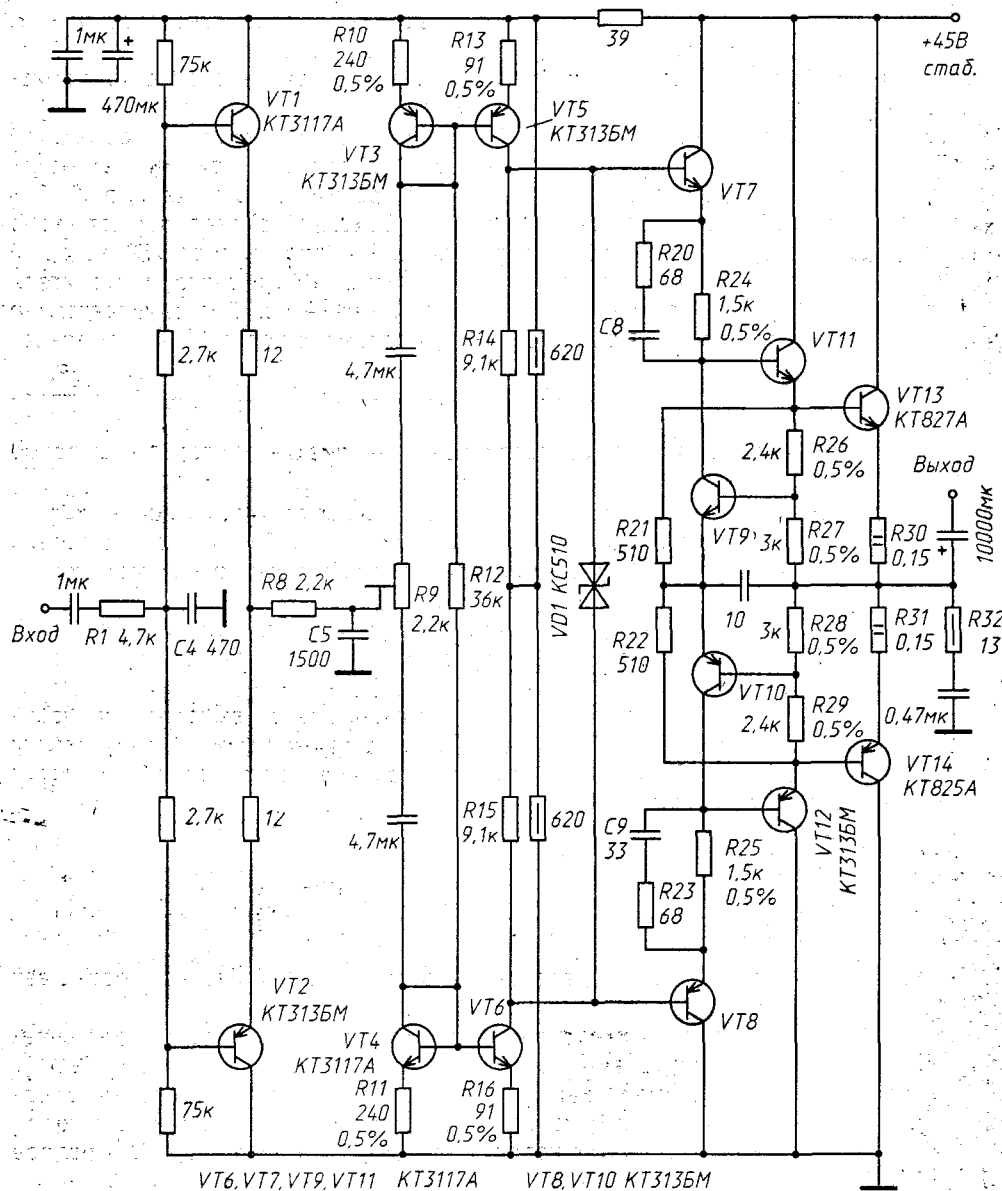 1мк
+
470мк
75к
R10
240
0,5%
R13
91
0,5%
39
+45В
стаб.
VT1
КТ3117А
VT3
КТ313БМ
VT5
КТ313БМ
VT7
R20
68
C8
R24
1,5к
0,5%
2,7к
12
4,7мк
R14
9,1к
620
VT11
VT13
КТ827А
2,4к
R26
0,5%
Выход
10000мк
+
VT9
3к
R27
0,5%
R21
510
R30
0,15
1мк
Вход
R1 4,7к
C4 470
R8 2,2к
C5
1500
R9
2,2к
R12
36к
VD1 КС510
10
R22
510
3к
R28
0,5%
R31
0,15
R32
13
VT10
2,4к
R29
0,5%
0,47мк
VT14
КТ825А
VT12
КТ313БМ
2,7к
12
4,7мк
R15
9,1к
620
C9
33
R25
1,5к
0,5%
R23
68
VT2
КТ313БМ
VT4
КТ3117А
VT6
VT8
75к
R11
240
0,5%
R16
91
0,5%
VT6, VT7, VT9, VT11 КТ3117А VT8, VT10 КТ313БМ